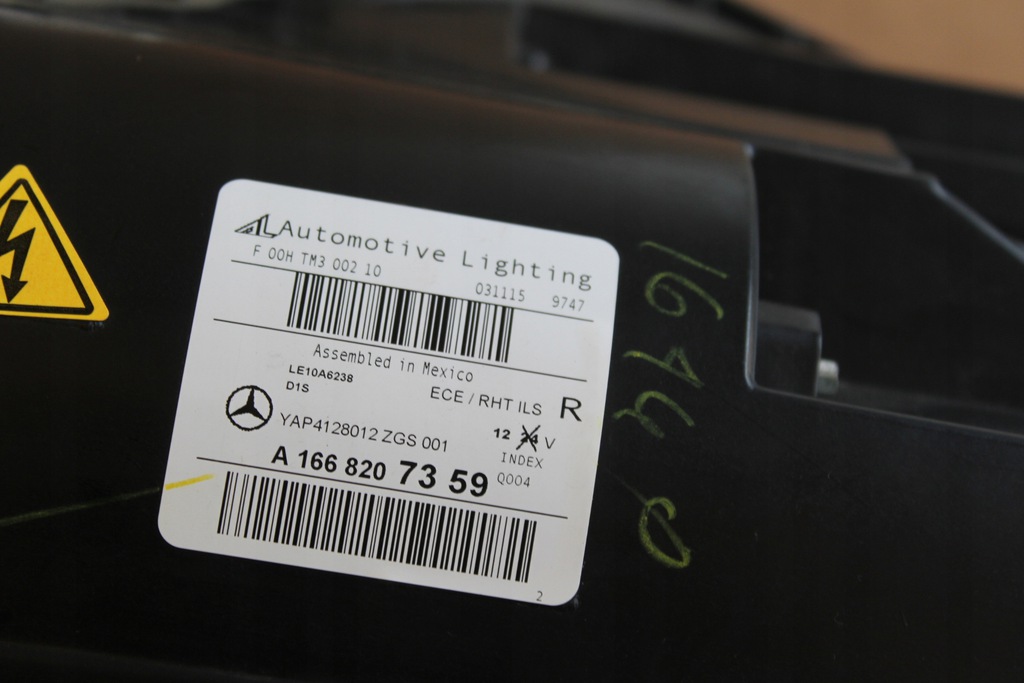 AL Automotive Lighting
F 00H TM3 002 10
031115 9747
Assembled in Mexico
LE10A6238
D1S
ECE / RHT ILS R
YAP4128012 ZGS 001
12 24 V
INDEX
Q004
A 166 820 73 59
2